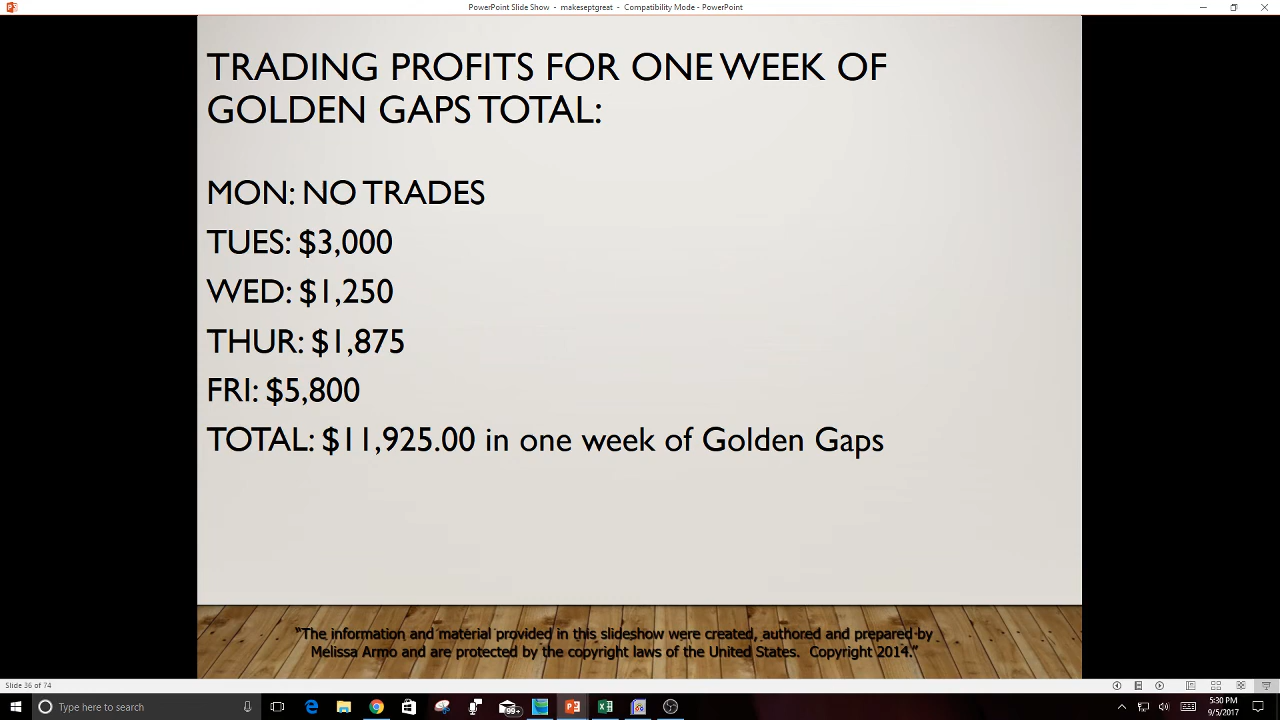 PowerPoint Slide Show - makeseptgreat - Compatibility Mode - PowerPoint
TRADING PROFITS FOR ONE WEEK OF
GOLDEN GAPS TOTAL:
MON: NO TRADES
TUES: $3,000
WED: $1,250
THUR: $1,875
FRI: $5,800
TOTAL: $11,925.00 in one week of Golden Gaps
“The information and material provided in this slideshow were created, authored and prepared by
Melissa Armo and are protected by the copyright laws of the United States.  Copyright 2014.”
Slide 36 of 74
Type here to search
99+
5:30 PM
9/5/2017